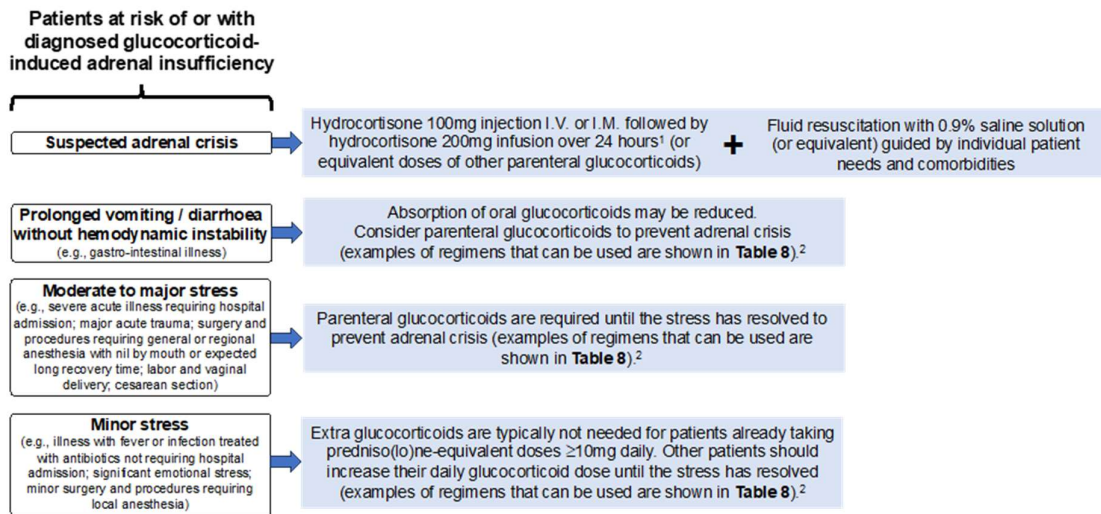 Patients at risk of or with
diagnosed glucocorticoid-
induced adrenal insufficiency
Suspected adrenal crisis
Hydrocortisone 100mg injection I.V. or I.M. followed by
hydrocortisone 200mg infusion over 24 hours¹ (or
equivalent doses of other parenteral glucocorticoids)
+
Fluid resuscitation with 0.9% saline solution
(or equivalent) guided by individual patient
needs and comorbidities
Prolonged vomiting / diarrhoea
without hemodynamic instability
(e.g., gastro-intestinal illness)
Absorption of oral glucocorticoids may be reduced.
Consider parenteral glucocorticoids to prevent adrenal crisis
(examples of regimens that can be used are shown in Table 8).²
Moderate to major stress
(e.g., severe acute illness requiring hospital
admission; major acute trauma; surgery and
procedures requiring general or regional
anesthesia with nil by mouth or expected
long recovery time; labor and vaginal
delivery; cesarean section)
Parenteral glucocorticoids are required until the stress has resolved to
prevent adrenal crisis (examples of regimens that can be used are
shown in Table 8).²
Minor stress
(e.g., illness with fever or infection treated
with antibiotics not requiring hospital
admission; significant emotional stress;
minor surgery and procedures requiring
local anesthesia)
Extra glucocorticoids are typically not needed for patients already taking
predniso(lo)ne-equivalent doses ≥10mg daily. Other patients should
increase their daily glucocorticoid dose until the stress has resolved
(examples of regimens that can be used are shown in Table 8).²